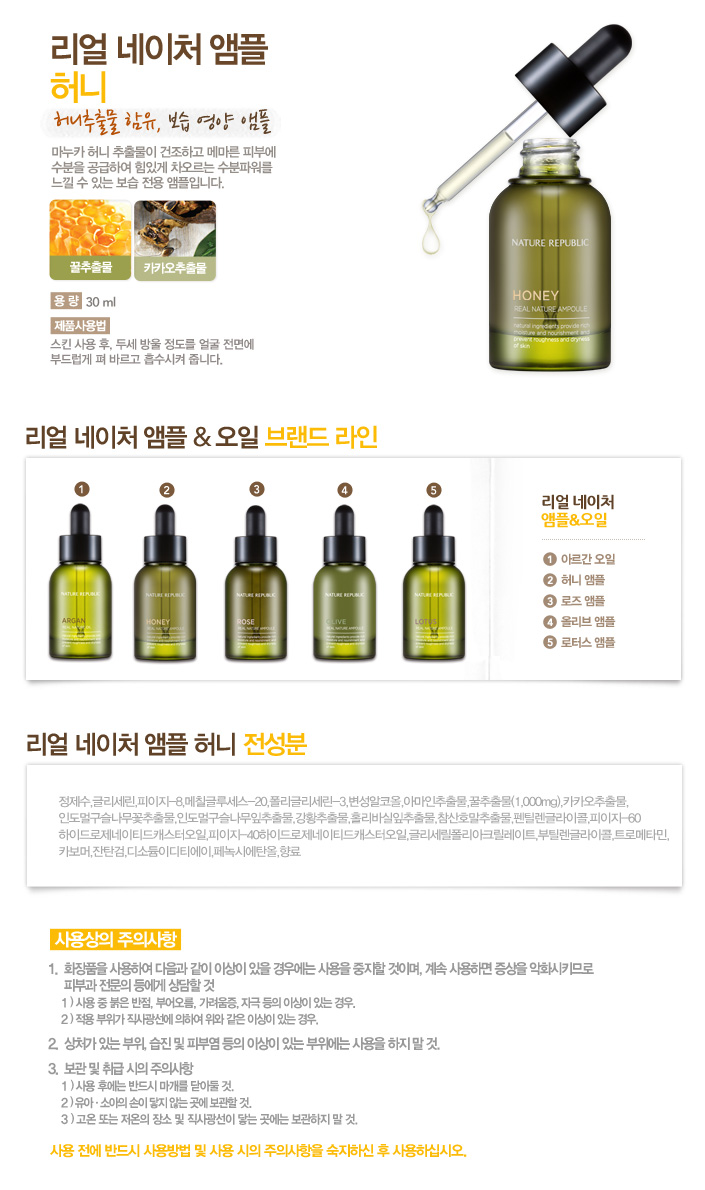 리얼 네이처 앰플
허니
허니추출물 함유, 보습 영양 앰플
마누카 허니 추출물이 건조하고 메마른 피부에
수분을 공급하여 힘있게 차오르는 수분파워를
느낄 수 있는 보습 전용 앰플입니다.
꿀추출물
카카오추출물
용 량 30 ml
제품사용법
스킨 사용 후, 두세 방울 정도를 얼굴 전면에
부드럽게 펴 바르고 흡수시켜 줍니다.
NATURE REPUBLIC
HONEY
REAL NATURE AMPOULE
natural ingredients provide rich
moisture and nourishment and
prevent roughness and dryness
of skin
리얼 네이처 앰플 & 오일 브랜드 라인
1 2 3 4 5
NATURE REPUBLIC NATURE REPUBLIC NATURE REPUBLIC NATURE REPUBLIC NATURE REPUBLIC
ARGAN HONEY ROSE OLIVE LOTUS
리얼 네이처
앰플&오일
1 아르간 오일
2 허니 앰플
3 로즈 앰플
4 올리브 앰플
5 로터스 앰플
리얼 네이처 앰플 허니 전성분
정제수,글리세린,피이지-8,메칠글루세스-20,폴리글리세린-3,변성알코올,아마인추출물,꿀추출물(1,000mg),카카오추출물,
인도멀구슬나무꽃추출물,인도멀구슬나무잎추출물,강황추출물,홀리바실잎추출물,참산호말추출물,펜틸렌글라이콜,피이지-60
하이드로제네이티드캐스터오일,피이지-40하이드로제네이티드캐스터오일,글리세릴폴리아크릴레이트,부틸렌글라이콜,트로메타민,
카보머,잔탄검,디소듐이디티에이,페녹시에탄올,향료
사용상의 주의사항
1. 화장품을 사용하여 다음과 같이 이상이 있을 경우에는 사용을 중지할 것이며, 계속 사용하면 증상을 악화시키므로
피부과 전문의 등에게 상담할 것
1 ) 사용 중 붉은 반점, 부어오름, 가려움증, 자극 등의 이상이 있는 경우.
2 ) 적용 부위가 직사광선에 의하여 위와 같은 이상이 있는 경우.
2. 상처가 있는 부위, 습진 및 피부염 등의 이상이 있는 부위에는 사용을 하지 말 것.
3. 보관 및 취급 시의 주의사항
1 ) 사용 후에는 반드시 마개를 닫아둘 것.
2 ) 유아 · 소아의 손이 닿지 않는 곳에 보관할 것.
3 ) 고온 또는 저온의 장소 및 직사광선이 닿는 곳에는 보관하지 말 것.
사용 전에 반드시 사용방법 및 사용 시의 주의사항을 숙지하신 후 사용하십시오.